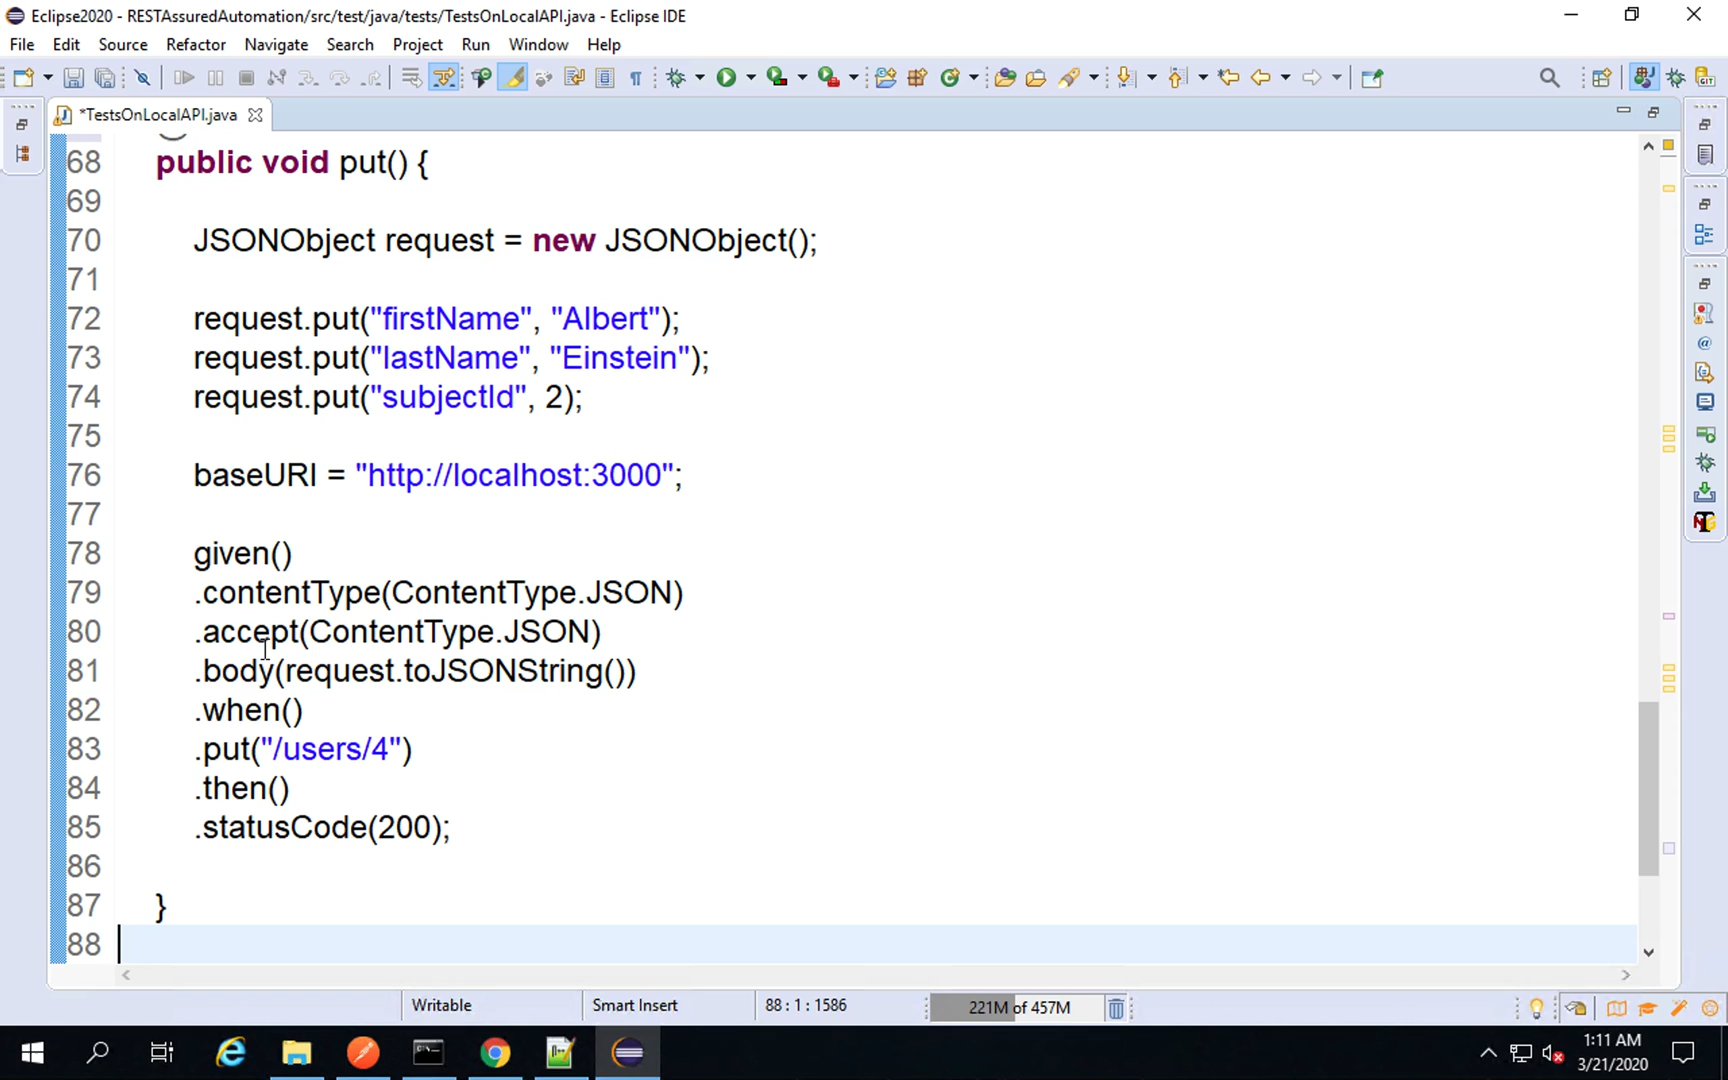 Eclipse2020 - RESTAssuredAutomation/src/test/java/tests/TestsOnLocalAPI.java - Eclipse IDE
File Edit Source Refactor Navigate Search Project Run Window Help
*TestsOnLocalAPI.java
68 public void put() {
69
70 JSONObject request = new JSONObject();
71
72 request.put("firstName", "Albert");
73 request.put("lastName", "Einstein");
74 request.put("subjectId", 2);
75
76 baseURI = "http://localhost:3000";
77
78 given()
79 .contentType(ContentType.JSON)
80 .accept(ContentType.JSON)
81 .body(request.toJSONString())
82 .when()
83 .put("/users/4")
84 .then()
85 .statusCode(200);
86
87 }
88
Writable Smart Insert 88 : 1 : 1586 221M of 457M
1:11 AM
3/21/2020